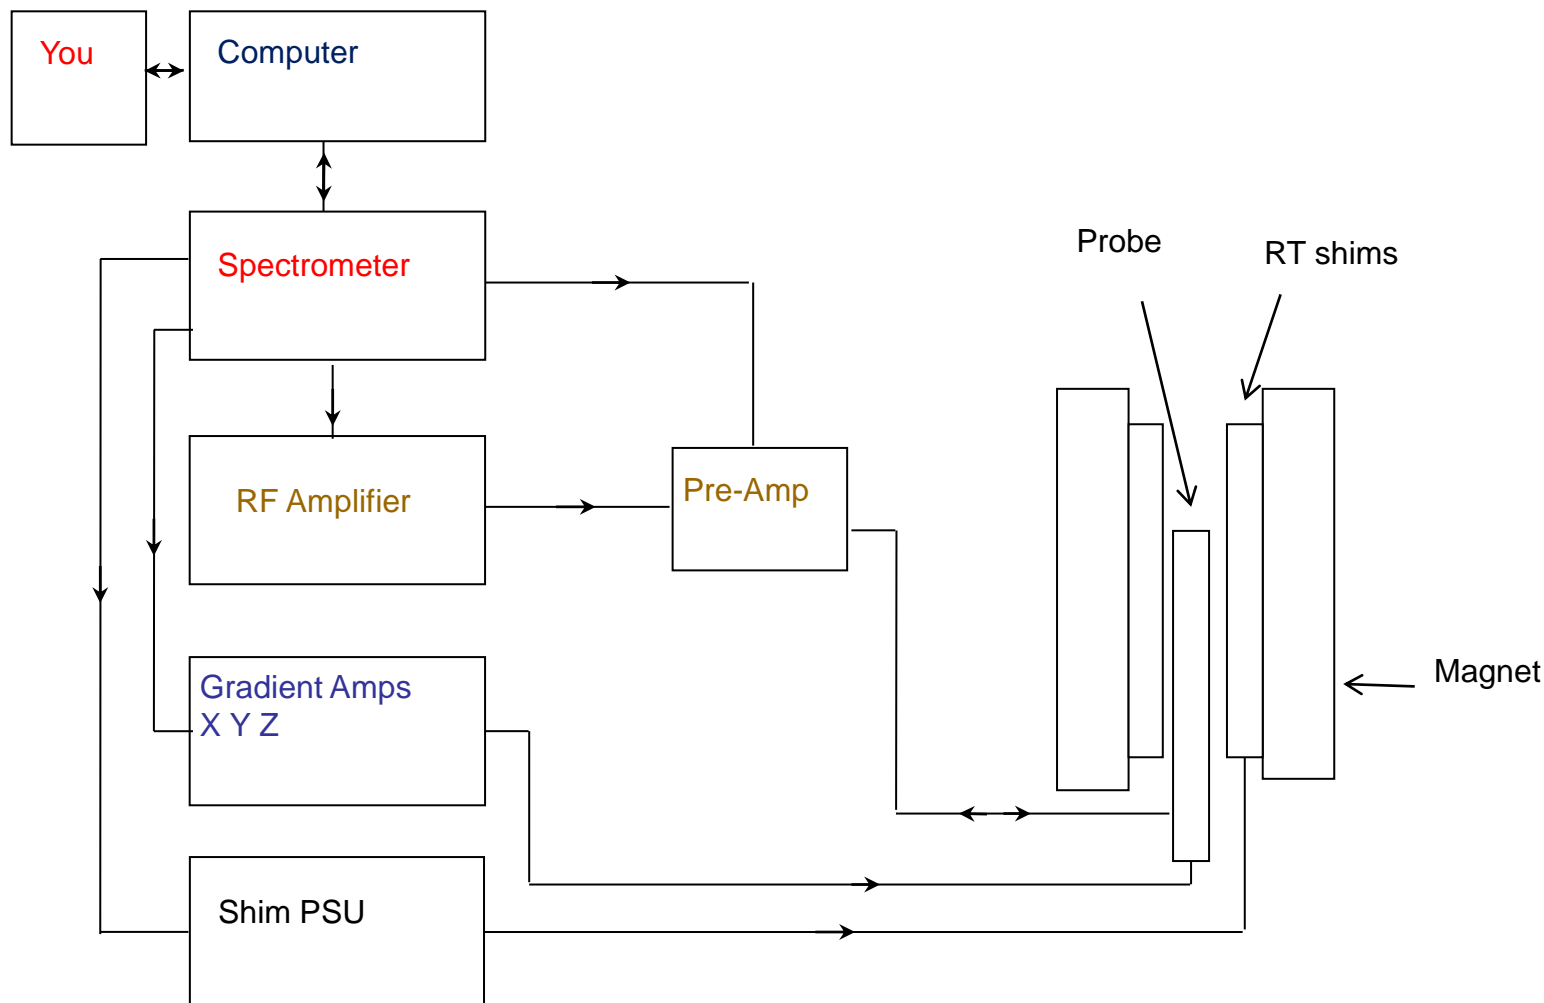 You
Computer
Spectrometer
Probe
RT shims
RF Amplifier
Pre-Amp
Gradient Amps
X Y Z
Magnet
Shim PSU